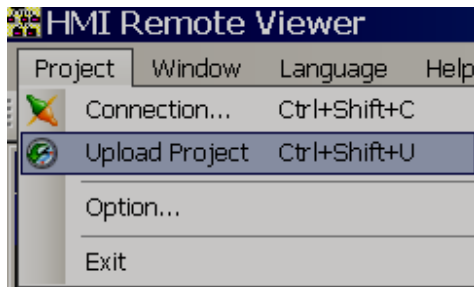 HMI Remote Viewer
Project Window Language Help
Connection... Ctrl+Shift+C
Upload Project Ctrl+Shift+U
Option...
Exit